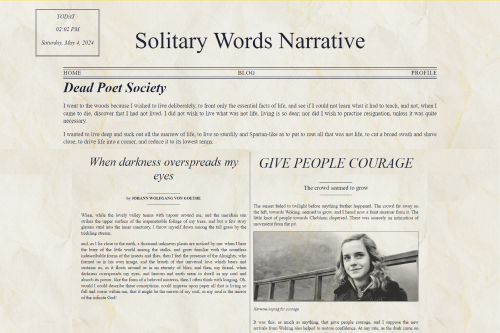 TODAY
02:02 PM
Saturday, May 4, 2024
Solitary Words Narrative
HOME BLOG PROFILE
Dead Poet Society
I went to the woods because I wished to live deliberately, to front only the essential facts of life, and see if I could not learn what it had to teach, and not, when I
came to die, discover that I had not lived. I did not wish to live what was not life, living is so dear; nor did I wish to practise resignation, unless it was quite
necessary.
I wanted to live deep and suck out all the marrow of life, to live so sturdily and Spartan-like as to put to rout all that was not life, to cut a broad swath and shave
close, to drive life into a corner, and reduce it to its lowest terms.
When darkness overspreads my
eyes
by JOHANN WOLFGANG VON GOETHE
When, while the lovely valley teems with vapour around me, and the meridian sun
strikes the upper surface of the impenetrable foliage of my trees, and but a few stray
gleams steal into the inner sanctuary, I throw myself down among the tall grass by the
trickling stream;
and, as I lie close to the earth, a thousand unknown plants are noticed by me: when I hear
the buzz of the little world among the stalks, and grow familiar with the countless
indescribable forms of the insects and flies, then I feel the presence of the Almighty, who
formed us in his own image, and the breath of that universal love which bears and
sustains us, as it floats around us in an eternity of bliss; and then, my friend, when
darkness overspreads my eyes, and heaven and earth seem to dwell in my soul and
absorb its power, like the form of a beloved mistress, then I often think with longing, Oh,
would I could describe these conceptions, could impress upon paper all that is living so
full and warm within me, that it might be the mirror of my soul, as my soul is the mirror
of the infinite God!
GIVE PEOPLE COURAGE
The crowd seemed to grow
The sunset faded to twilight before anything further happened. The crowd far away on
the left, towards Woking, seemed to grow, and I heard now a faint murmur from it. The
little knot of people towards Chobham dispersed. There was scarcely an intimation of
movement from the pit.
Hermione hoping for courage.
It was this, as much as anything, that gave people courage, and I suppose the new
arrivals from Woking also helped to restore confidence. At any rate, as the dusk came on